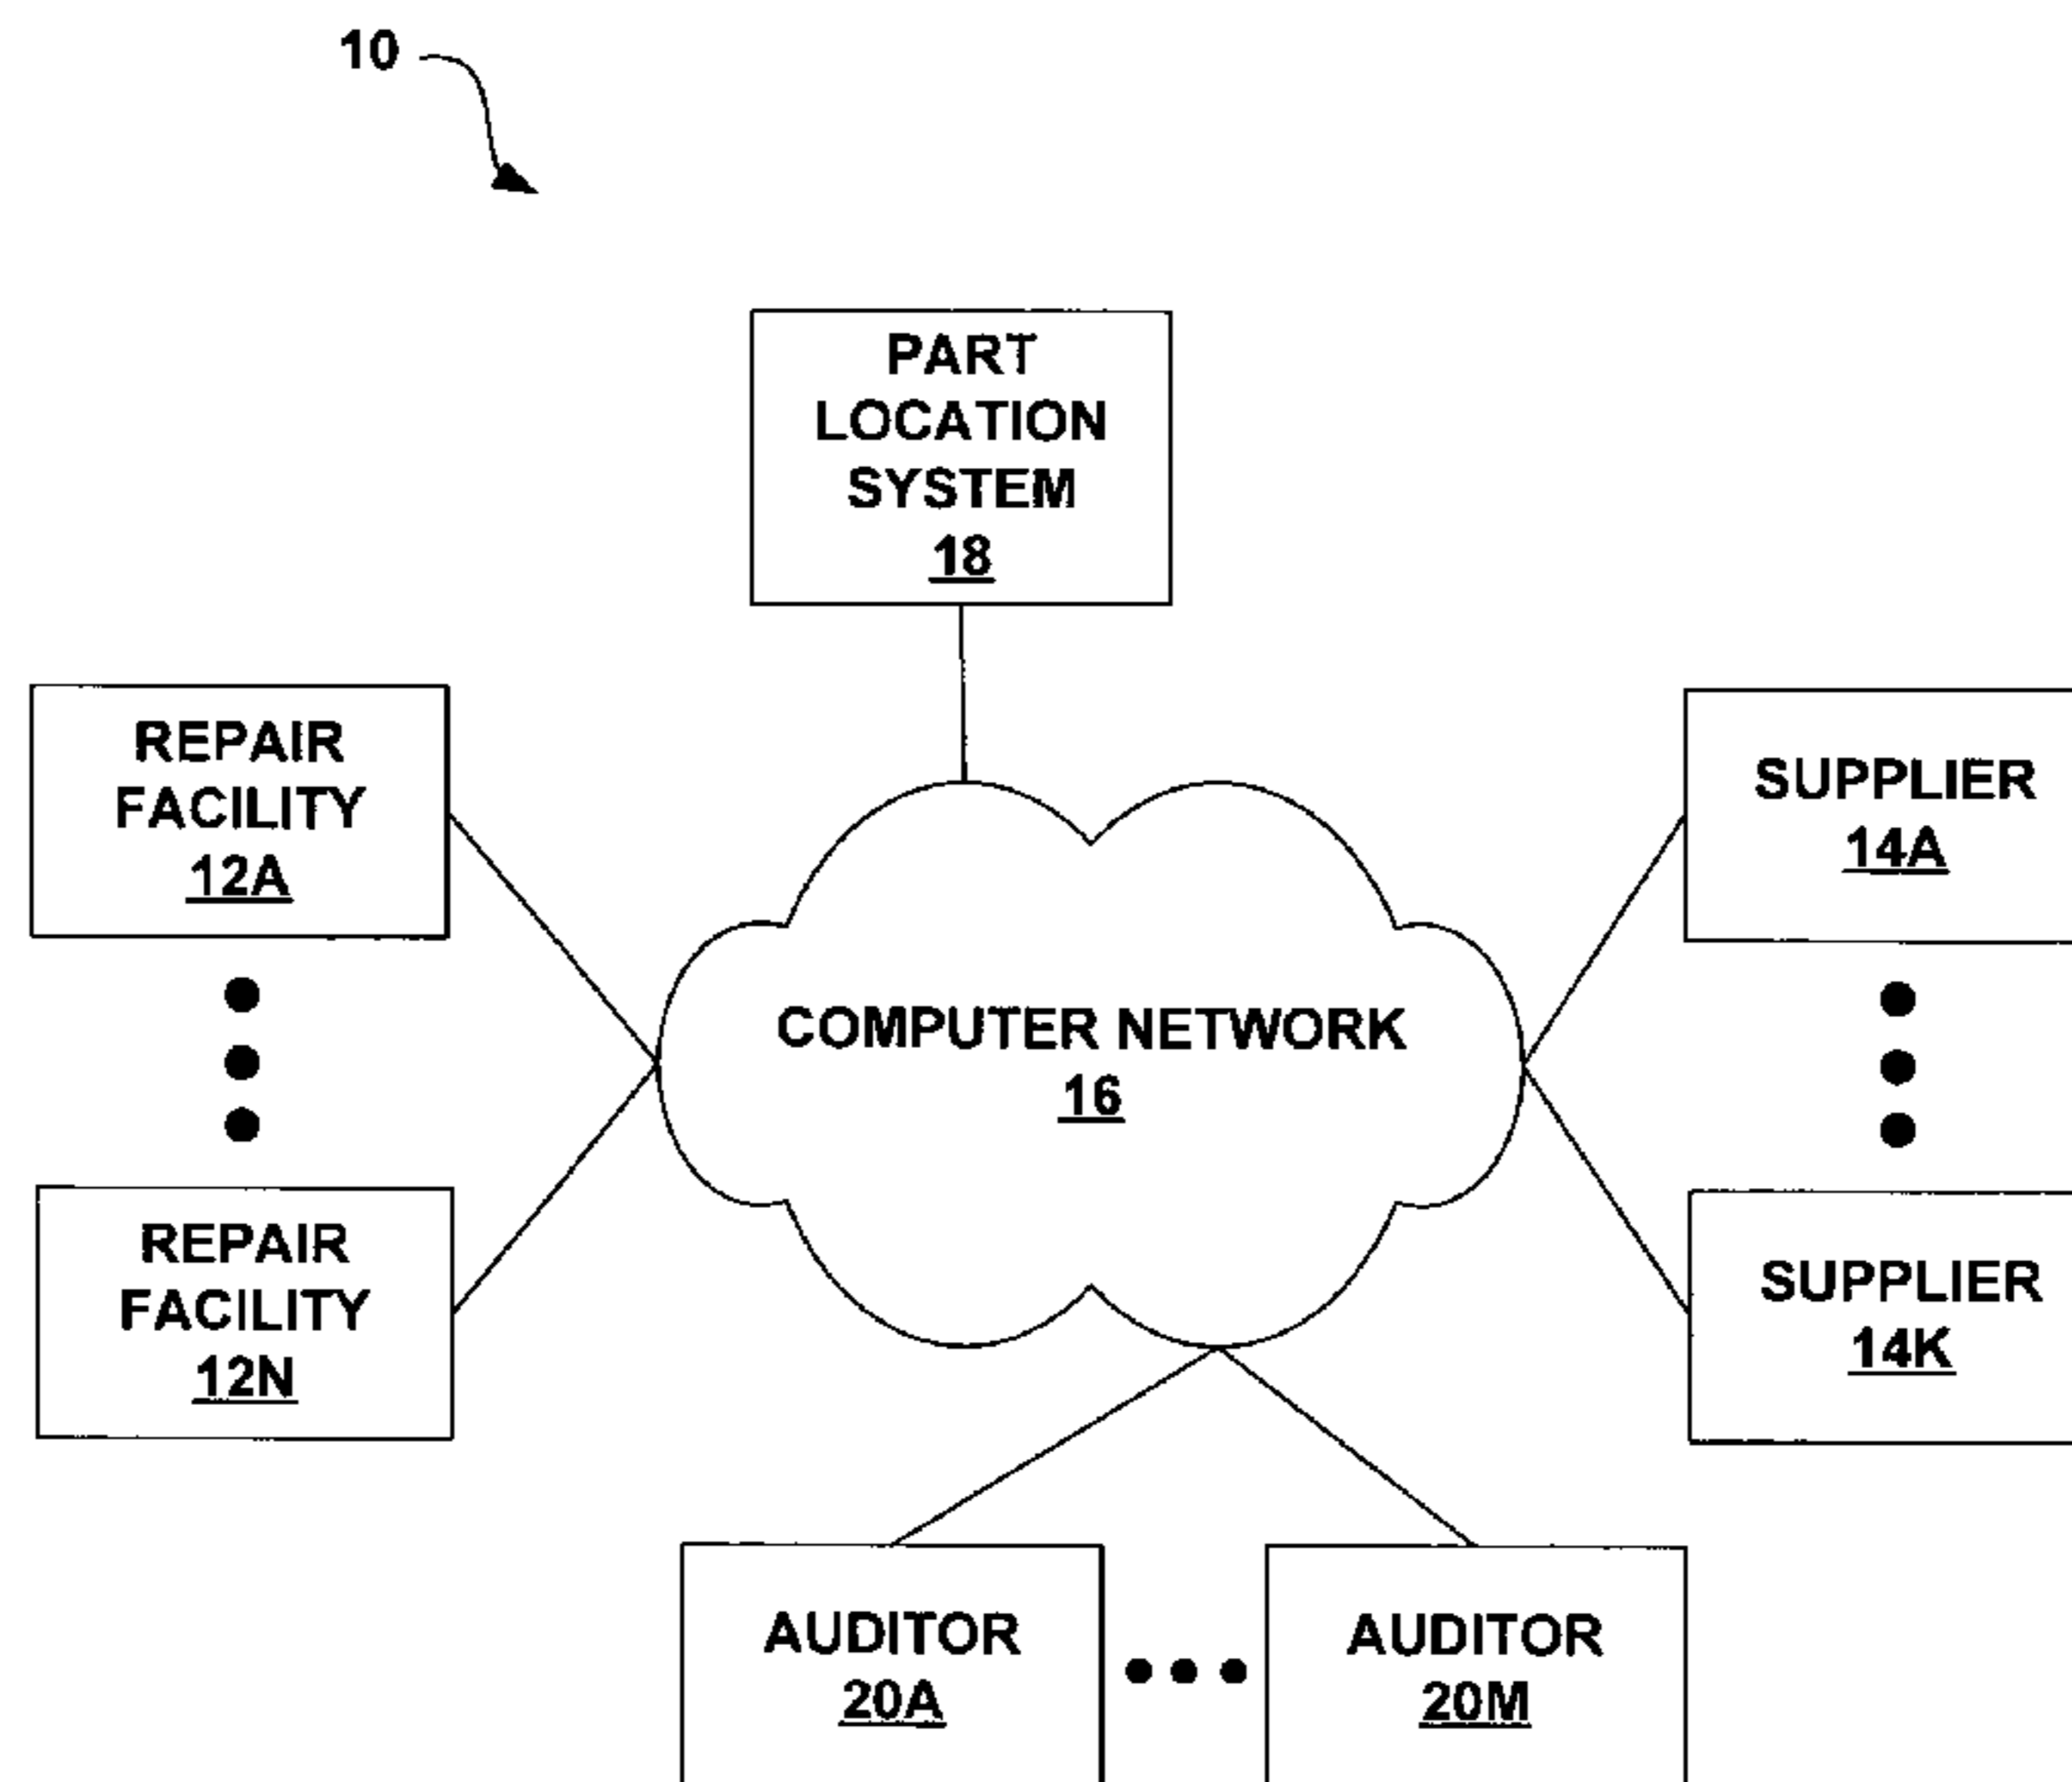 10
PART
LOCATION
SYSTEM
18
REPAIR
FACILITY
12A
SUPPLIER
14A
COMPUTER NETWORK
16
REPAIR
FACILITY
12N
SUPPLIER
14K
AUDITOR
20A
AUDITOR
20M